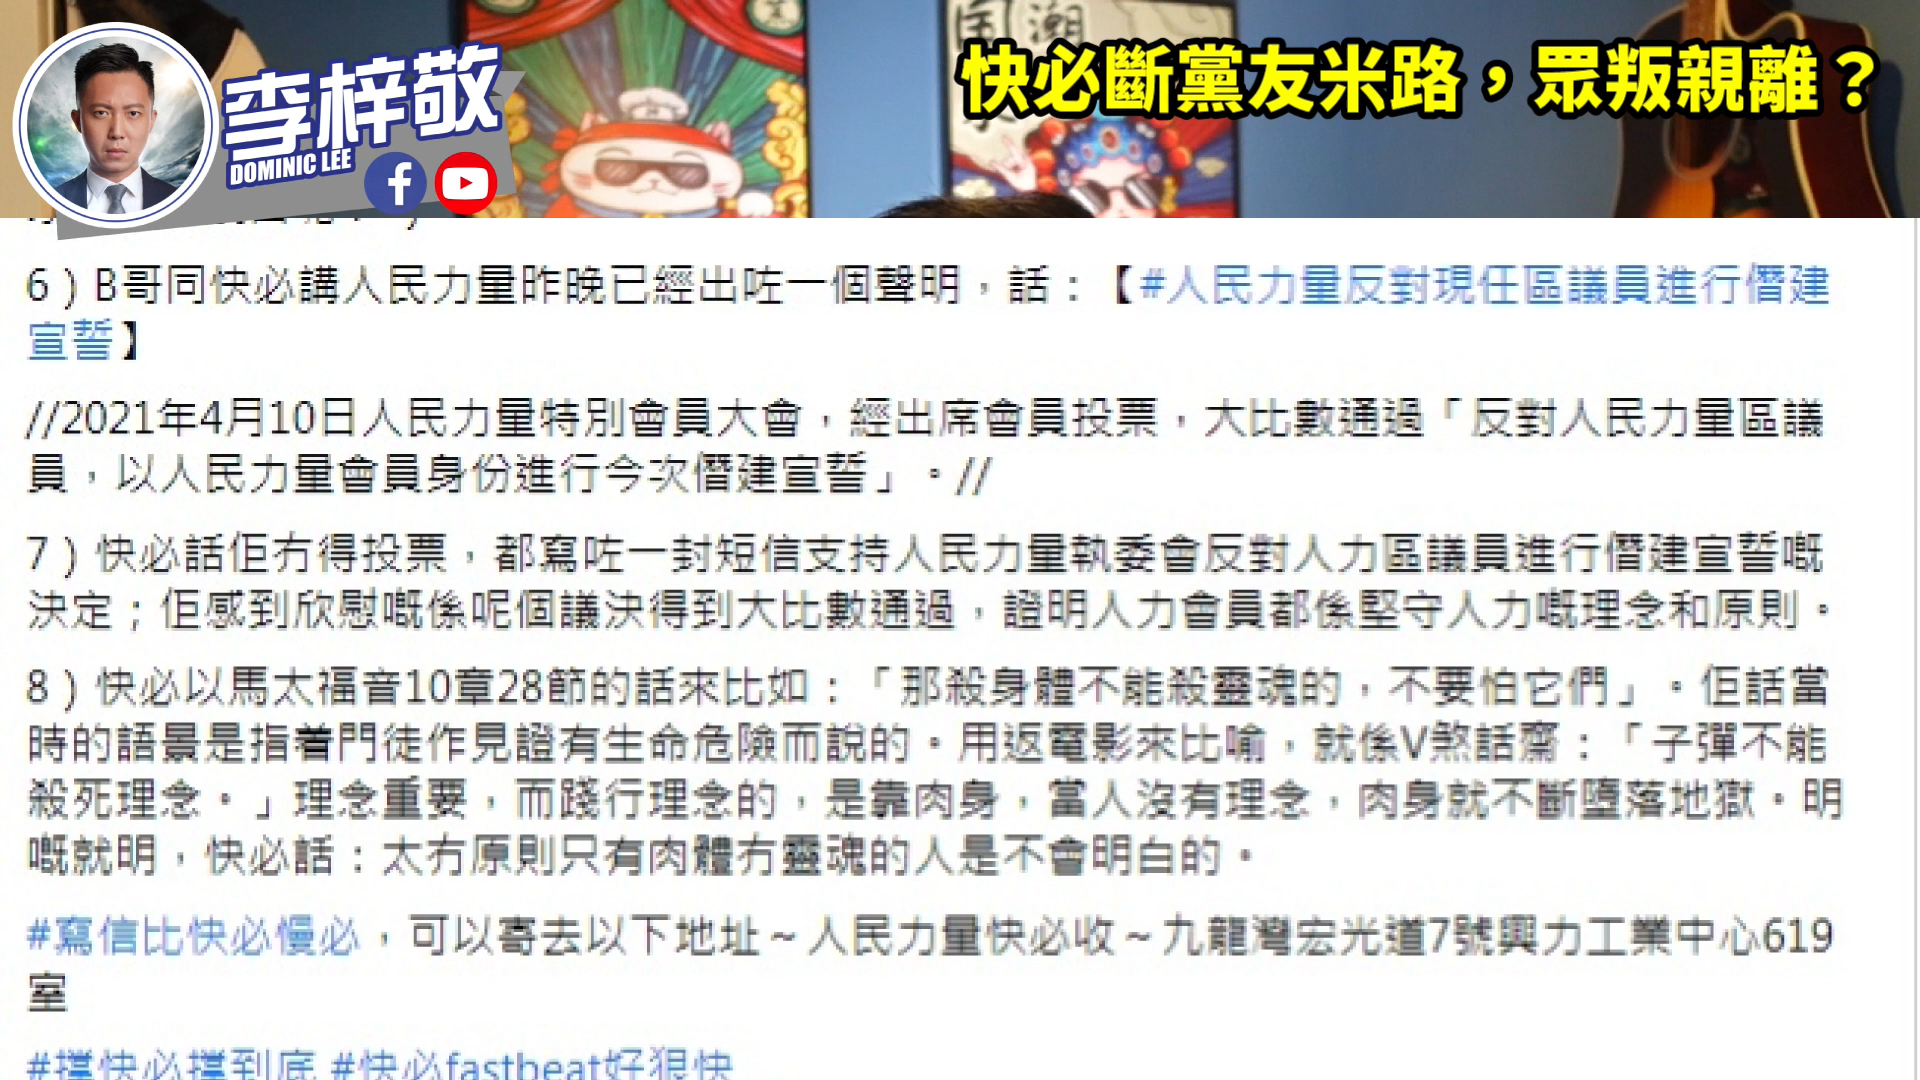 李梓敬
DOMINIC LEE
快必斷黨友米路，眾叛親離？
6）B哥同快必講人民力量昨晚已經出咗一個聲明，話：【#人民力量反對現任區議員進行僭建
宣誓】
//2021年4月10日人民力量特別會員大會，經出席會員投票，大比數通過「反對人民力量區議
員，以人民力量會員身份進行今次僭建宣誓」。//
7）快必話佢冇得投票，都寫咗一封短信支持人民力量執委會反對人力區議員進行僭建宣誓嘅
決定；佢感到欣慰嘅係呢個議決得到大比數通過，證明人力會員都係堅守人力嘅理念和原則。
8）快必以馬太福音10章28節的話來比如：「那殺身體不能殺靈魂的，不要怕它們」。佢話當
時的語景是指着門徒作見證有生命危險而說的。用返電影來比喻，就係V煞話齋：「子彈不能
殺死理念。」理念重要，而踐行理念的，是靠肉身，當人沒有理念，肉身就不斷墮落地獄。明
嘅就明，快必話：太冇原則只有肉體冇靈魂的人是不會明白的。
#寫信比快必慢必，可以寄去以下地址～人民力量快必收～九龍灣宏光道7號興力工業中心619
室
#撐快必撐到底 #快必fastbeat好狠快